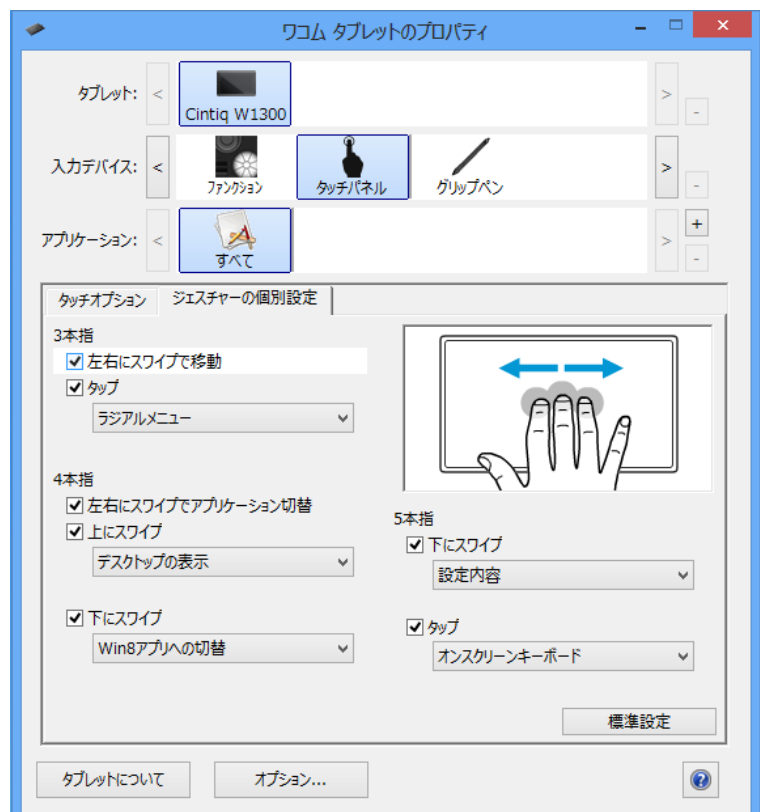 ワコム タブレットのプロパティ
タブレット:
Cintiq W1300
入力デバイス:
ファンクション
タッチパネル
グリップペン
アプリケーション:
すべて
タッチオプション
ジェスチャーの個別設定
3本指
左右にスワイプで移動
タップ
ラジアルメニュー
4本指
左右にスワイプでアプリケーション切替
上にスワイプ
デスクトップの表示
下にスワイプ
Win8アプリへの切替
5本指
下にスワイプ
設定内容
タップ
オンスクリーンキーボード
標準設定
タブレットについて
オプション...